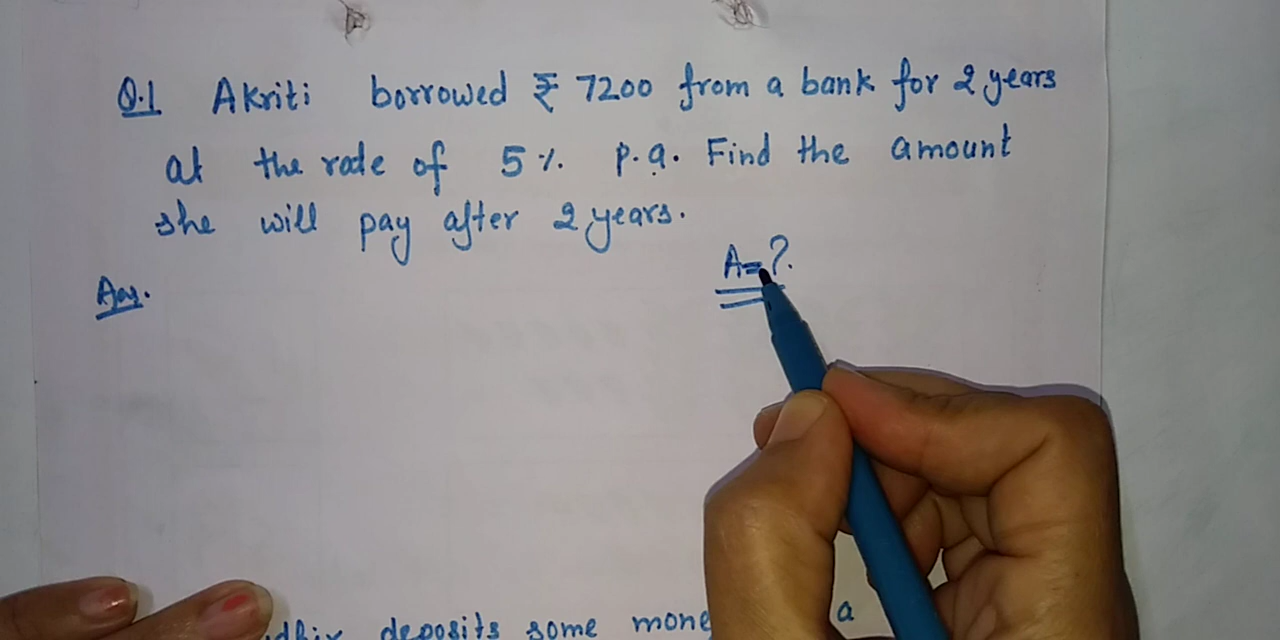 Q.1 Akriti borrowed ₹ 7200 from a bank for 2 years
at the rate of 5 % p.a. Find the amount
she will pay after 2 years.
A=?.
Ans.
deposits some mone a